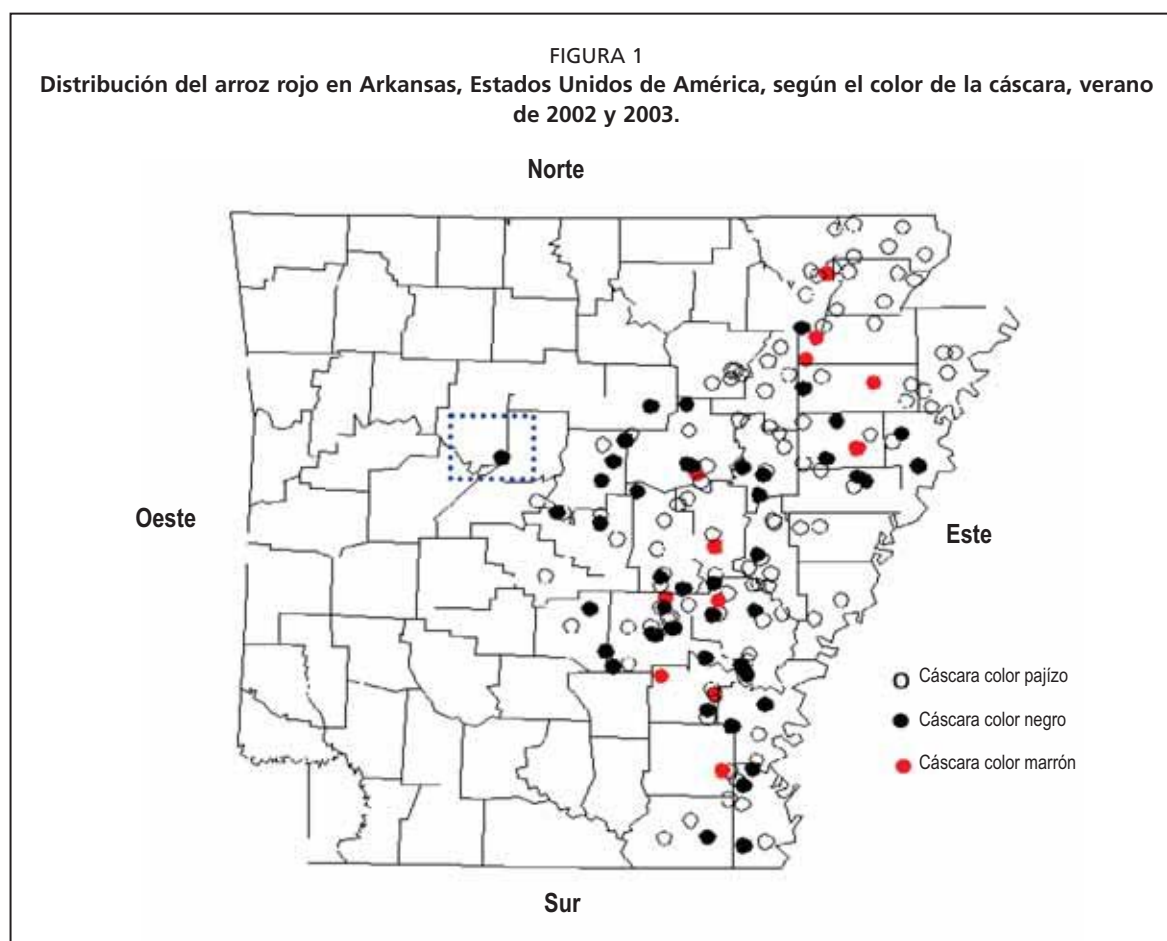 FIGURA 1
Distribución del arroz rojo en Arkansas, Estados Unidos de América, según el color de la cáscara, verano
de 2002 y 2003.
Norte
Oeste
Este
Cáscara color pajízo
Cáscara color negro
Cáscara color marrón
Sur